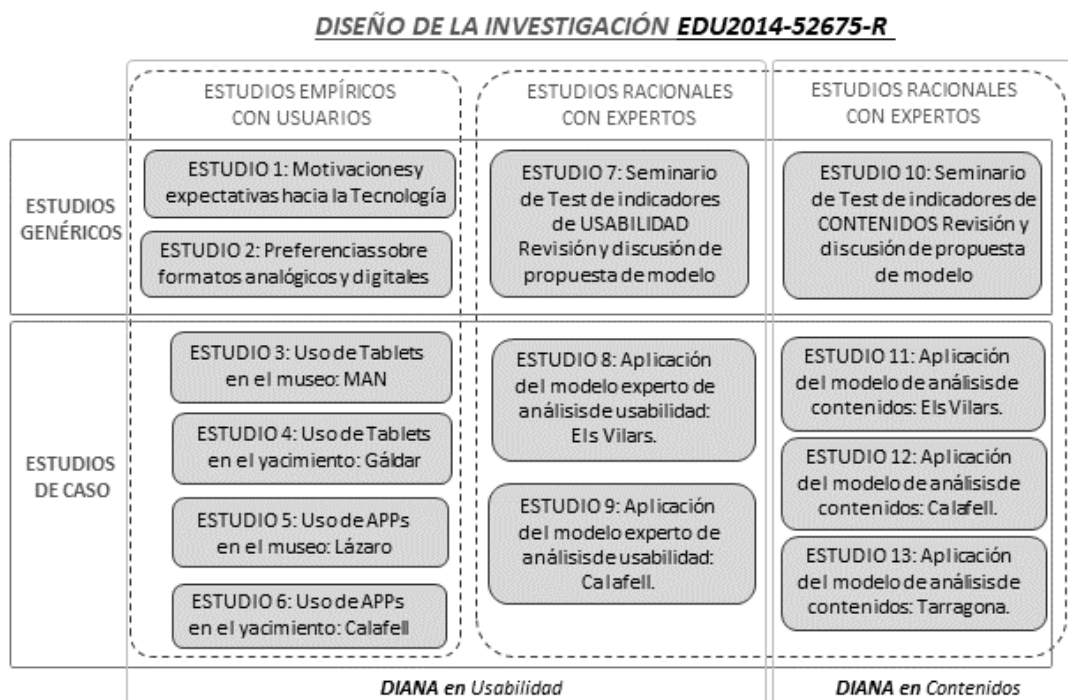 DISEÑO DE LA INVESTIGACIÓN EDU2014-52675-R
ESTUDIOS EMPÍRICOS
CON USUARIOS
ESTUDIOS RACIONALES
CON EXPERTOS
ESTUDIOS RACIONALES
CON EXPERTOS
ESTUDIOS
GENÉRICOS
ESTUDIO 1: Motivaciones y
expectativas hacia la Tecnología
ESTUDIO 2: Preferencias sobre
formatos analógicos y digitales
ESTUDIO 7: Seminario
de Test de indicadores
de USABILIDAD
Revisión y discusión de
propuesta de modelo
ESTUDIO 10: Seminario
de Test de indicadores de
CONTENIDOS Revisión y
discusión de propuesta
de modelo
ESTUDIOS
DE CASO
ESTUDIO 3: Uso de Tablets
en el museo: MAN
ESTUDIO 4: Uso de Tablets
en el yacimiento: Gáldar
ESTUDIO 5: Uso de APPs
en el museo: Lázaro
ESTUDIO 6: Uso de APPs
en el yacimiento: Calafell
ESTUDIO 8: Aplicación
del modelo experto de
análisis de usabilidad:
Els Vilars.
ESTUDIO 9: Aplicación
del modelo experto de
análisis de usabilidad:
Calafell.
ESTUDIO 11: Aplicación
del modelo de análisis de
contenidos: Els Vilars.
ESTUDIO 12: Aplicación
del modelo de análisis de
contenidos: Calafell.
ESTUDIO 13: Aplicación
del modelo de análisis de
contenidos: Tarragona.
DIANA en Usabilidad
DIANA en Contenidos